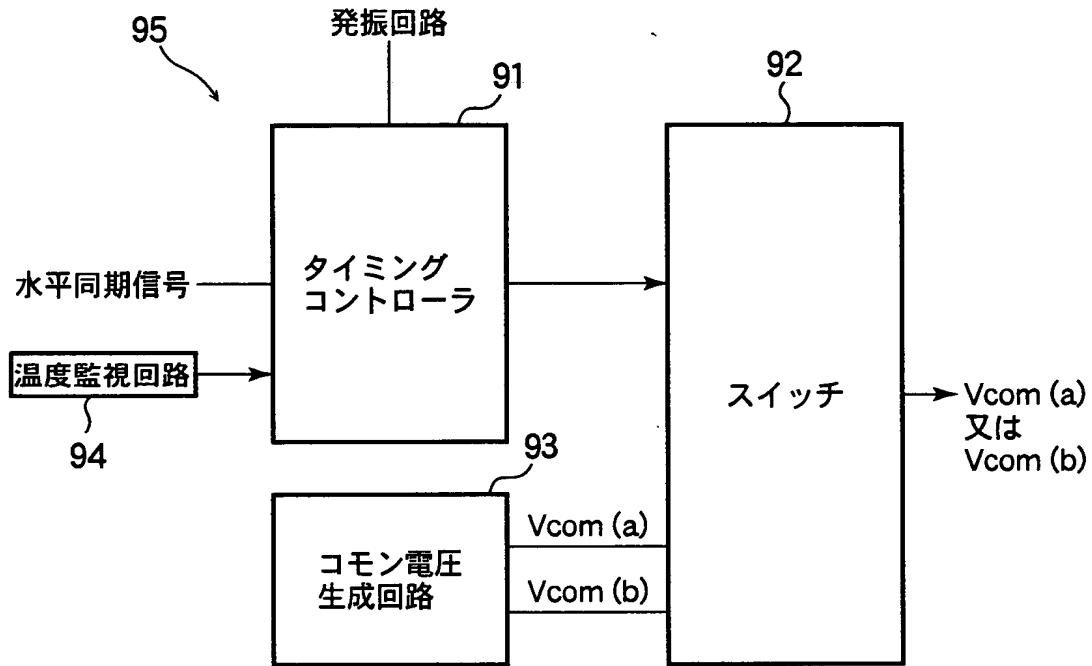 95
発振回路
91
92
水平同期信号
タイミング
コントローラ
温度監視回路
94
スイッチ
Vcom (a)
又は
Vcom (b)
93
コモン電圧
生成回路
Vcom (a)
Vcom (b)